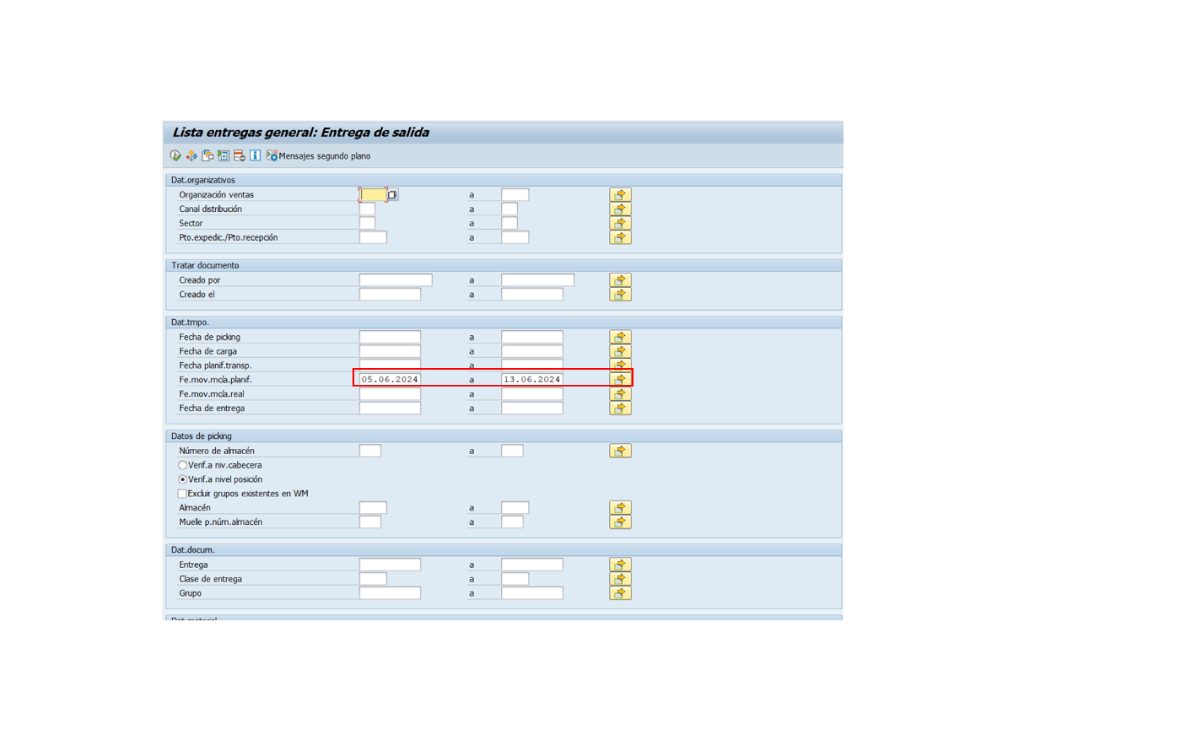 Lista entregas general: Entrega de salida
Mensajes segundo plano
Dat.organizativos
Organización ventas a
Canal distribución a
Sector a
Pto.expedic./Pto.recepción a
Tratar documento
Creado por a
Creado el a
Dat.tmpo.
Fecha de picking a
Fecha de carga a
Fecha planif.transp. a
Fe.mov.mcía.planif. 05.06.2024 a 13.06.2024
Fe.mov.mcía.real a
Fecha de entrega a
Datos de picking
Número de almacén a
Verif.a niv.cabecera
Verif.a nivel posición
Excluir grupos existentes en WM
Almacén a
Muelle p.núm.almacén a
Dat.docum.
Entrega a
Clase de entrega a
Grupo a
Dat.material